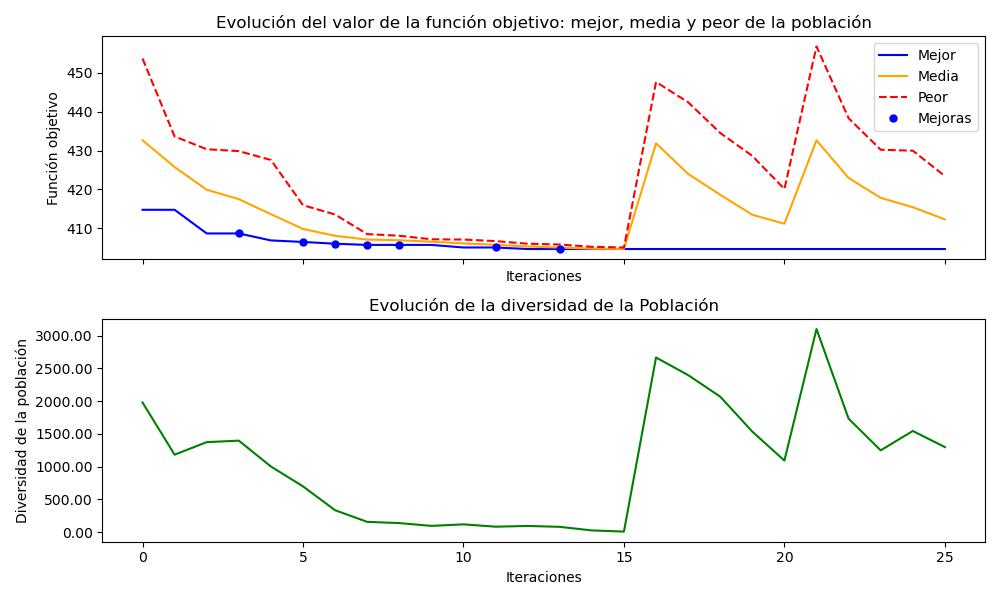 Evolución del valor de la función objetivo: mejor, media y peor de la población
Función objetivo
450
440
430
420
410
Mejor
Media
Peor
Mejoras
Iteraciones
Evolución de la diversidad de la Población
Diversidad de la población
3000.00
2500.00
2000.00
1500.00
1000.00
500.00
0.00
0 5 10 15 20 25
Iteraciones